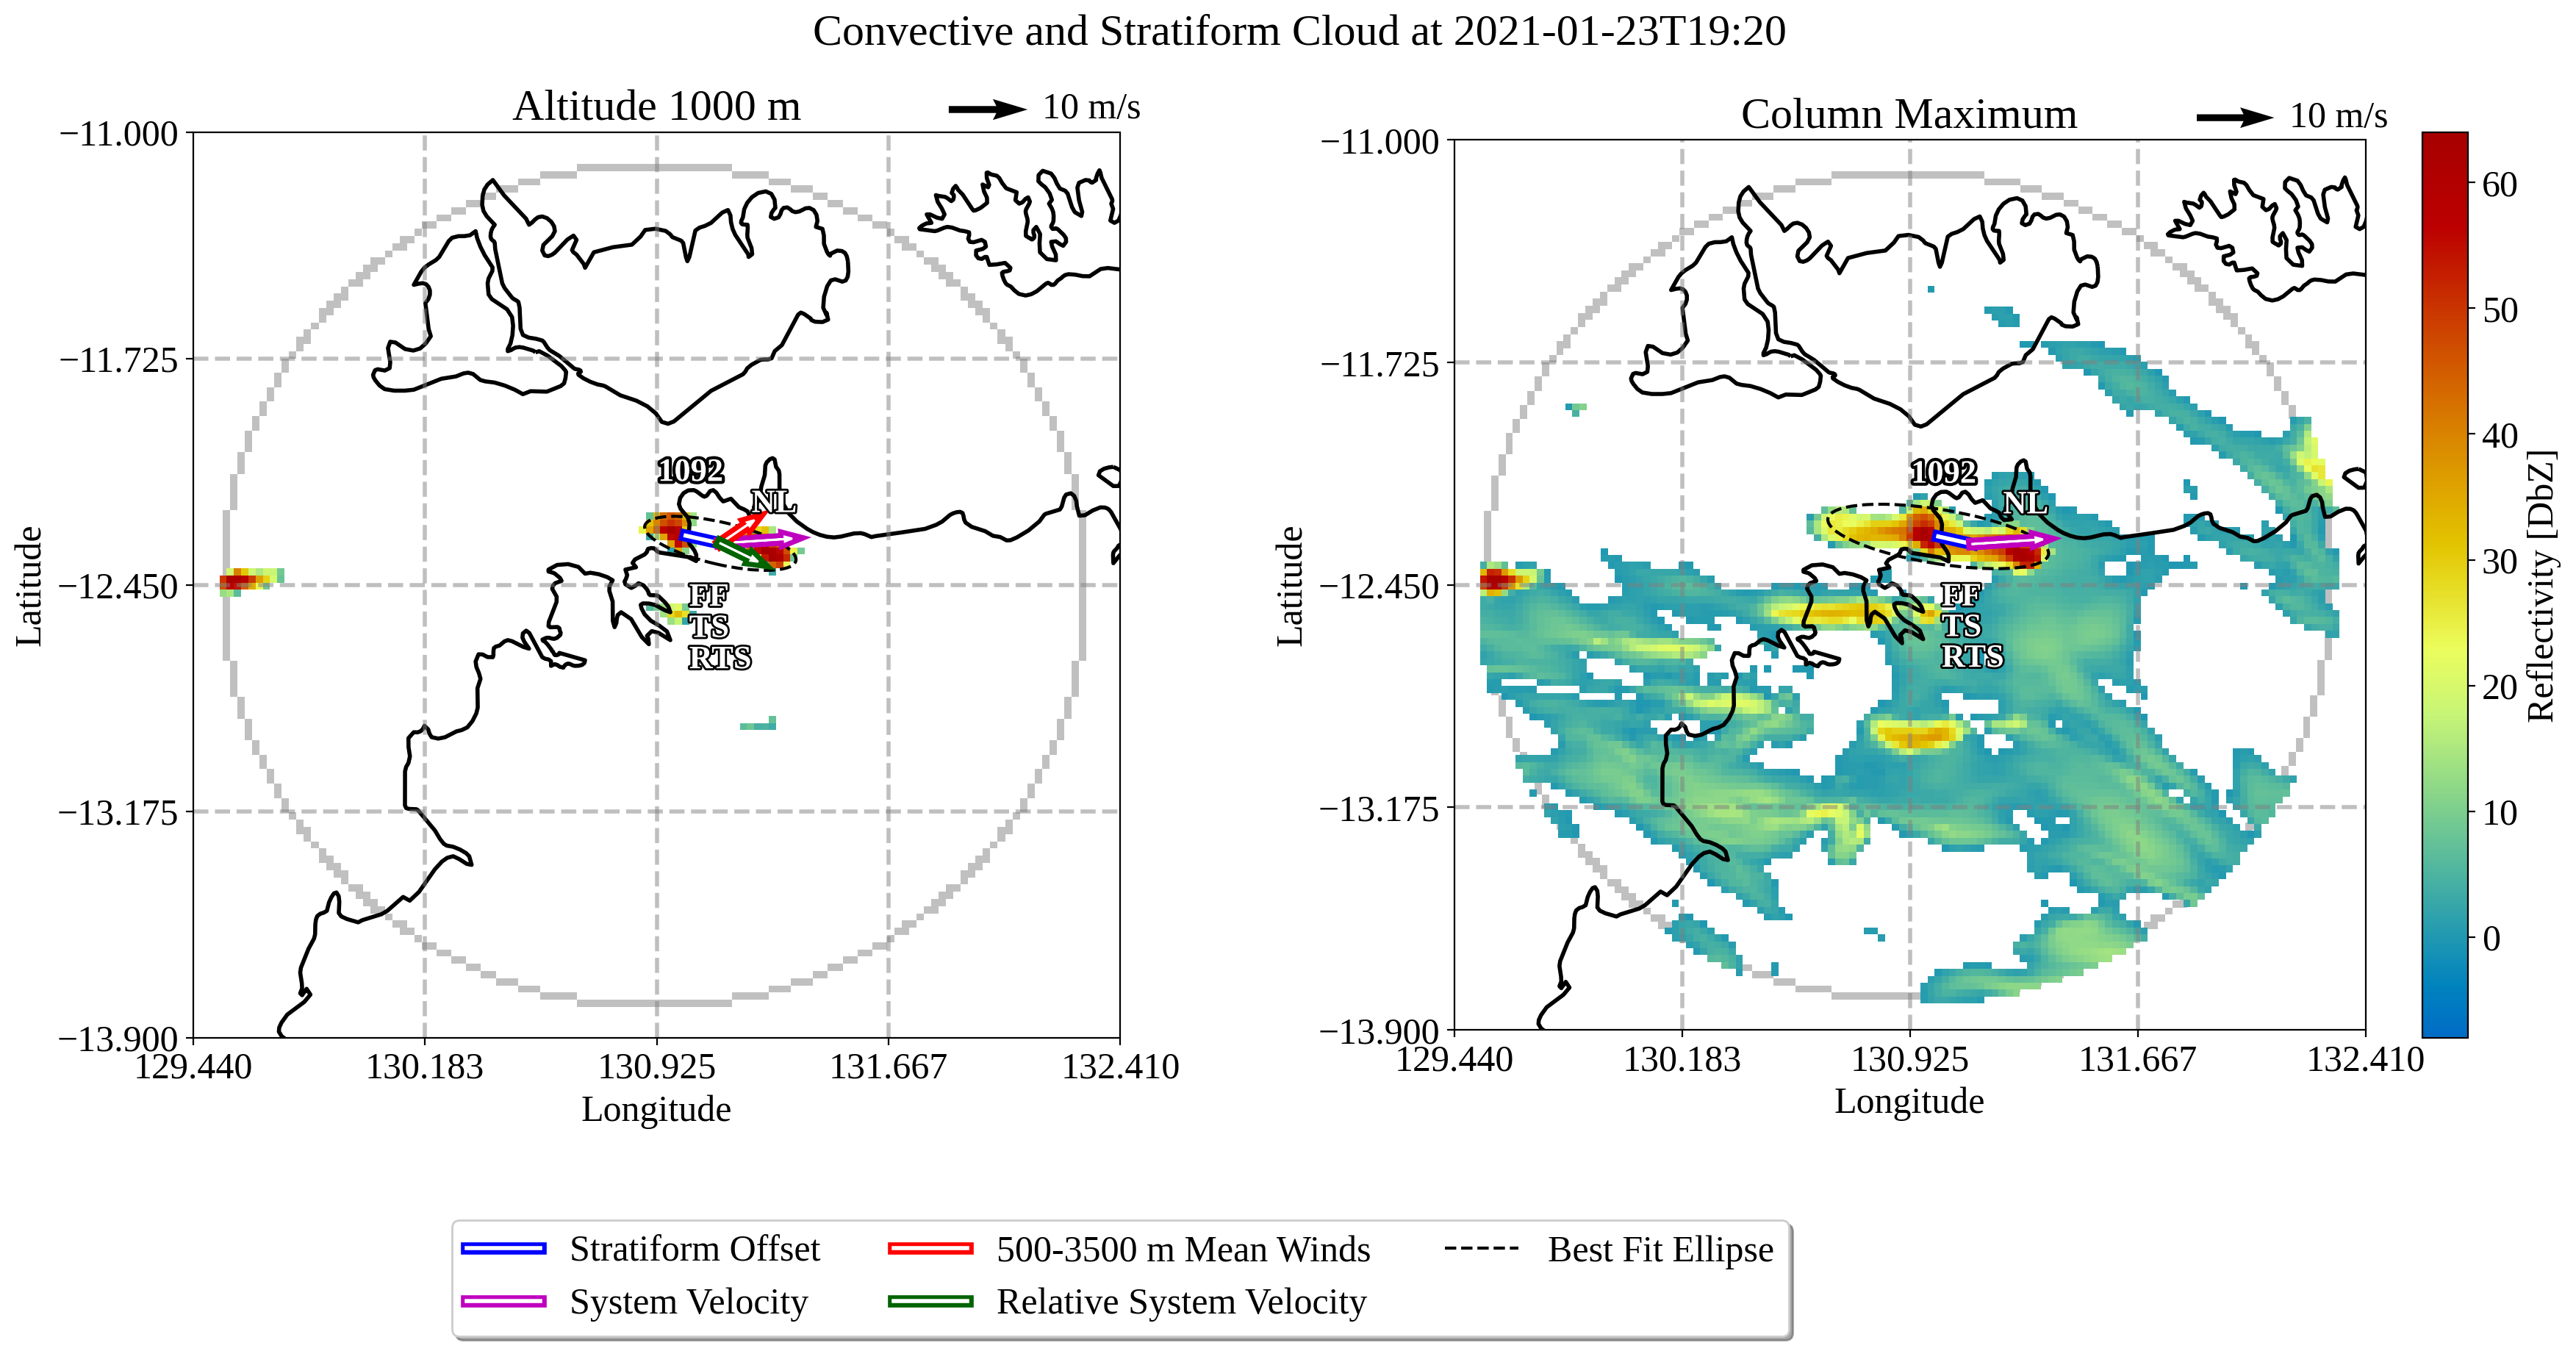 Convective and Stratiform Cloud at 2021-01-23T19:20
Altitude 1000 m
10 m/s
−11.000
−11.725
−12.450
−13.175
−13.900
Latitude
1092
NL
FF
TS
RTS
129.440
130.183
130.925
131.667
132.410
Longitude
Column Maximum
10 m/s
−11.000
−11.725
−12.450
−13.175
−13.900
Latitude
1092
NL
FF
TS
RTS
129.440
130.183
130.925
131.667
132.410
Longitude
60
50
40
30
20
10
0
Reflectivity [DbZ]
Stratiform Offset
System Velocity
500-3500 m Mean Winds
Relative System Velocity
Best Fit Ellipse